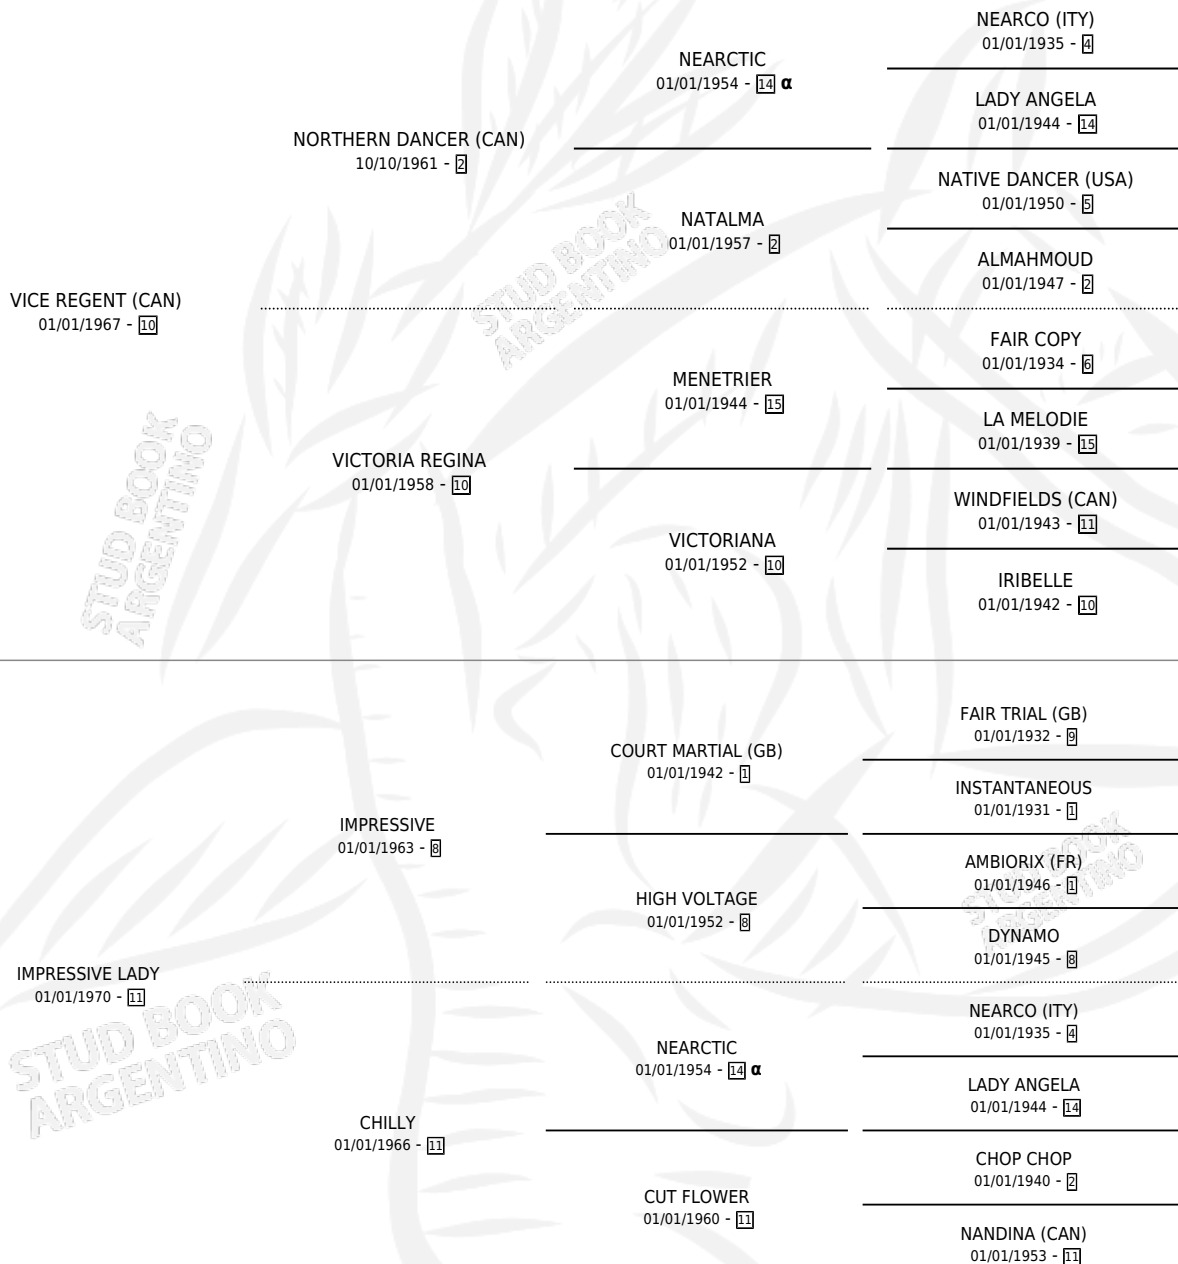 NEARCO (ITY)
01/01/1935 - 4
NEARCTIC
01/01/1954 - 14 α
LADY ANGELA
01/01/1944 - 14
NORTHERN DANCER (CAN)
10/10/1961 - 2
NATIVE DANCER (USA)
01/01/1950 - 5
NATALMA
01/01/1957 - 2
ALMAHMOUD
01/01/1947 - 2
VICE REGENT (CAN)
01/01/1967 - 10
FAIR COPY
01/01/1934 - 6
MENETRIER
01/01/1944 - 15
LA MELODIE
01/01/1939 - 15
VICTORIA REGINA
01/01/1958 - 10
WINDFIELDS (CAN)
01/01/1943 - 11
VICTORIANA
01/01/1952 - 10
IRIBELLE
01/01/1942 - 10
FAIR TRIAL (GB)
01/01/1932 - 9
COURT MARTIAL (GB)
01/01/1942 - 1
INSTANTANEOUS
01/01/1931 - 1
IMPRESSIVE
01/01/1963 - 8
AMBIORIX (FR)
01/01/1946 - 1
HIGH VOLTAGE
01/01/1952 - 8
DYNAMO
01/01/1945 - 8
IMPRESSIVE LADY
01/01/1970 - 11
NEARCO (ITY)
01/01/1935 - 4
NEARCTIC
01/01/1954 - 14 α
LADY ANGELA
01/01/1944 - 14
CHILLY
01/01/1966 - 11
CHOP CHOP
01/01/1940 - 2
CUT FLOWER
01/01/1960 - 11
NANDINA (CAN)
01/01/1953 - 11
STUD BOOK
ARGENTINO
STUD BOOK
ARGENTINO
STUD BOOK
ARGENTINO
STUD BOOK
ARGENTINO